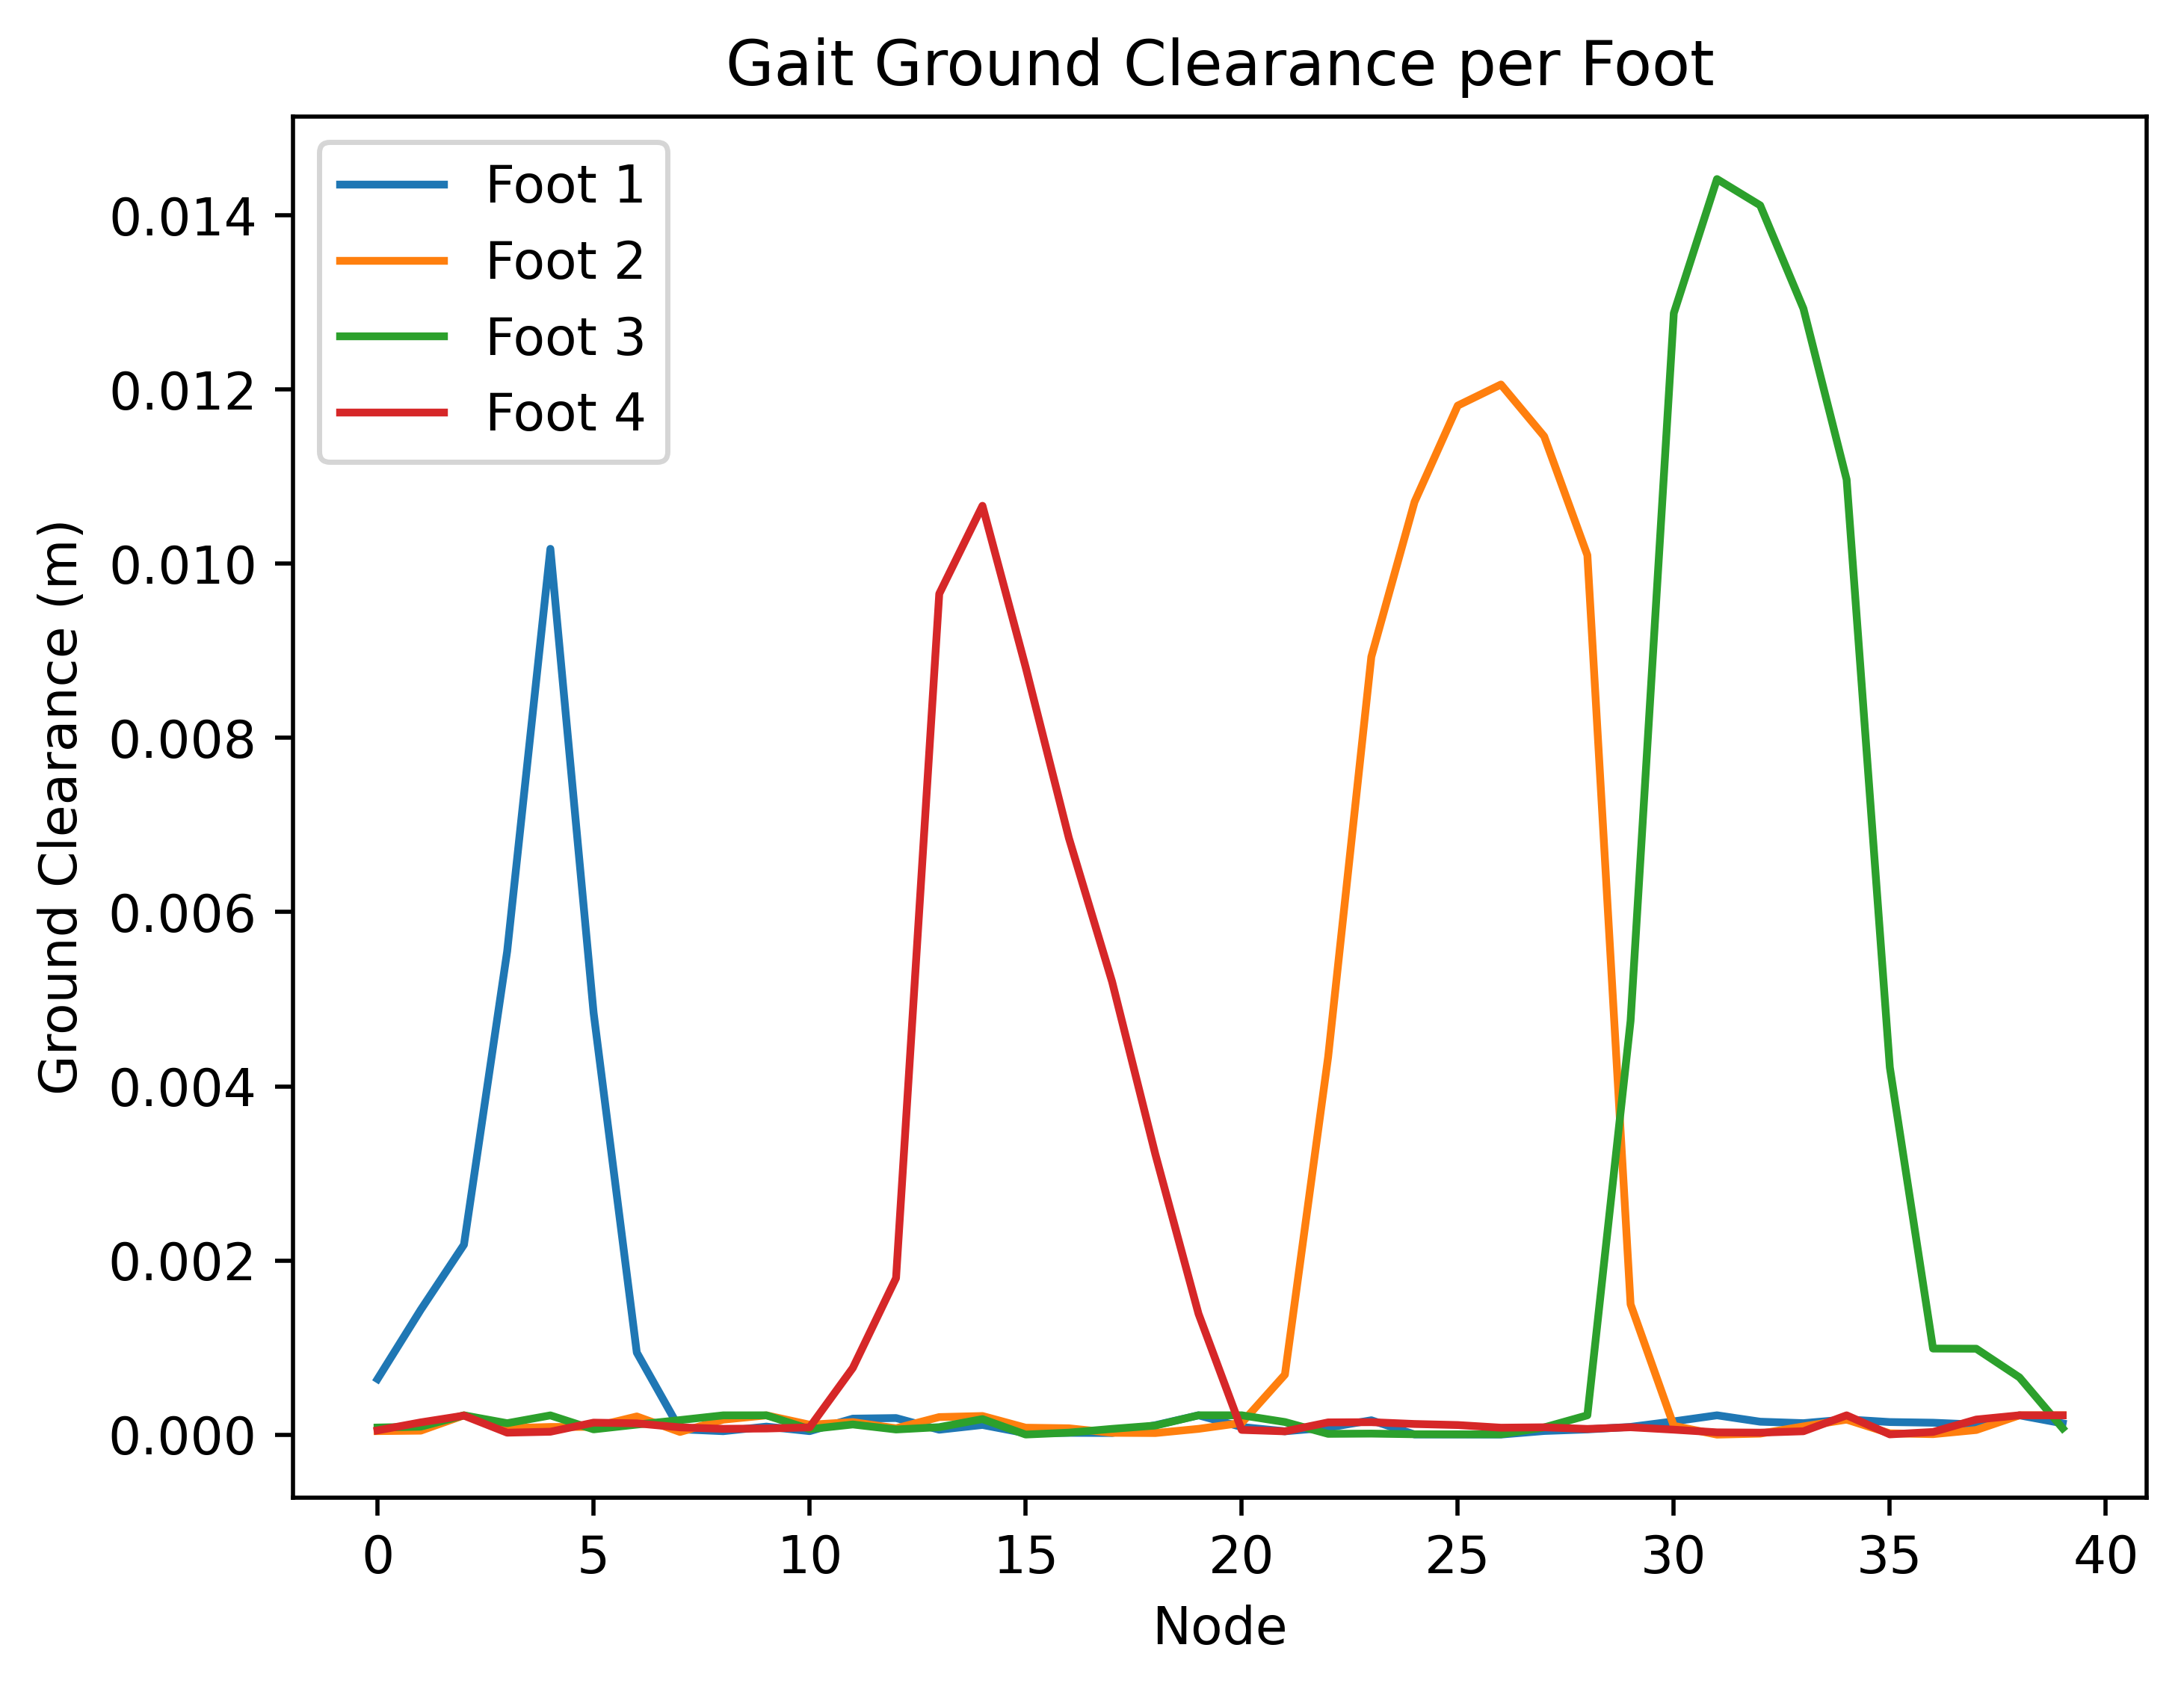 Gait Ground Clearance per Foot
Foot 1
Foot 2
Foot 3
Foot 4
Ground Clearance (m)
0.014
0.012
0.010
0.008
0.006
0.004
0.002
0.000
0 5 10 15 20 25 30 35 40
Node